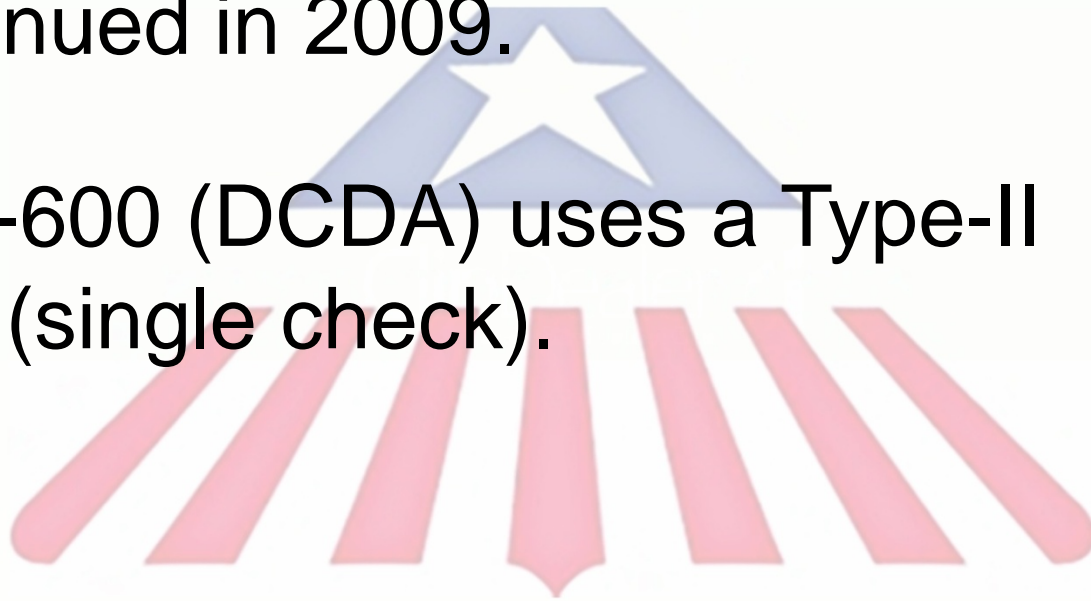 nued in 2009.
-600 (DCDA) uses a Type-II
(single check).